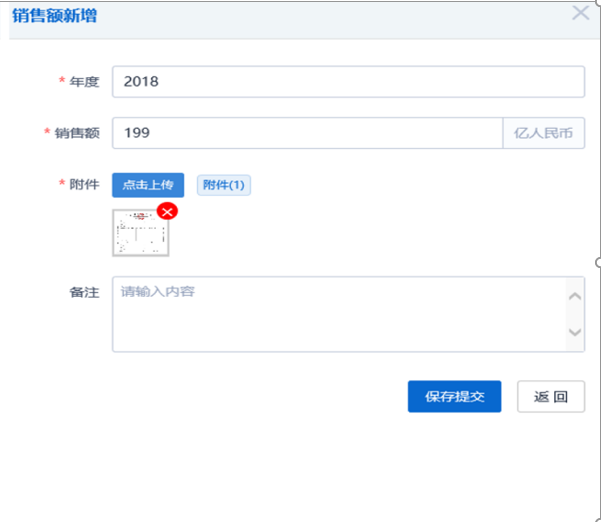 销售额新增
* 年度 2018
* 销售额 199 亿人民币
* 附件 点击上传 附件(1)
备注 请输入内容
保存提交 返回